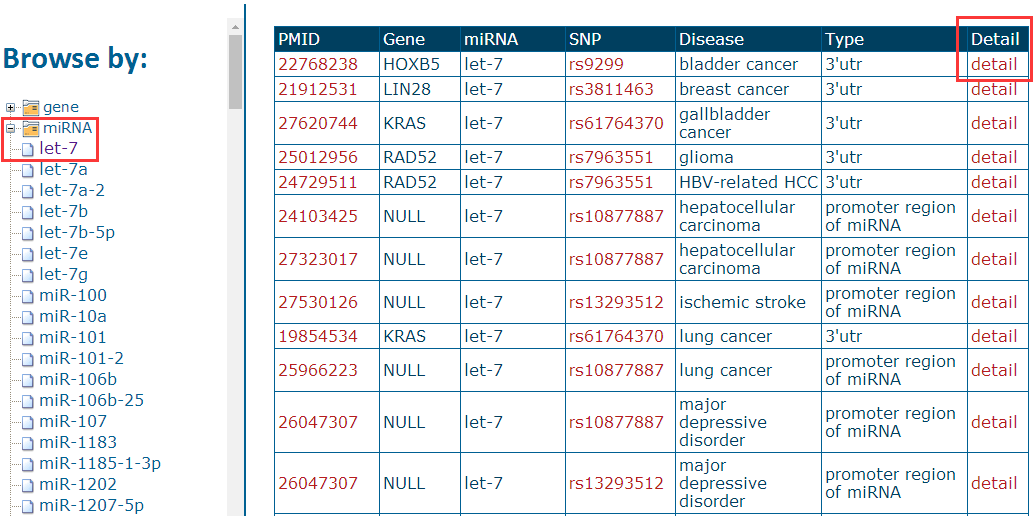 Browse by:
gene
miRNA
let-7
let-7a
let-7a-2
let-7b
let-7b-5p
let-7e
let-7g
miR-100
miR-10a
miR-101
miR-101-2
miR-106b
miR-106b-25
miR-107
miR-1183
miR-1185-1-3p
miR-1202
miR-1207-5p
PMID Gene miRNA SNP Disease Type Detail
22768238 HOXB5 let-7 rs9299 bladder cancer 3'utr detail
21912531 LIN28 let-7 rs3811463 breast cancer 3'utr detail
27620744 KRAS let-7 rs61764370 gallbladder cancer 3'utr detail
25012956 RAD52 let-7 rs7963551 glioma 3'utr detail
24729511 RAD52 let-7 rs7963551 HBV-related HCC 3'utr detail
24103425 NULL let-7 rs10877887 hepatocellular carcinoma promoter region of miRNA detail
27323017 NULL let-7 rs10877887 hepatocellular carcinoma promoter region of miRNA detail
27530126 NULL let-7 rs13293512 ischemic stroke promoter region of miRNA detail
19854534 KRAS let-7 rs61764370 lung cancer 3'utr detail
25966223 NULL let-7 rs10877887 lung cancer promoter region of miRNA detail
26047307 NULL let-7 rs10877887 major depressive disorder promoter region of miRNA detail
26047307 NULL let-7 rs13293512 major depressive disorder promoter region of miRNA detail